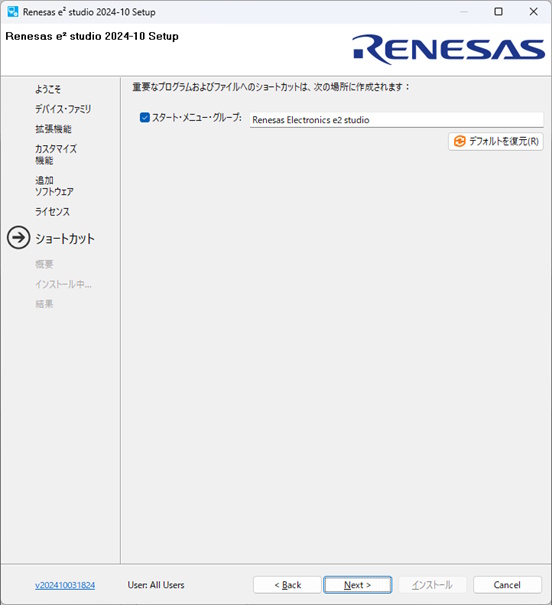 Renesas e² studio 2024-10 Setup
Renesas e² studio 2024-10 Setup
RENESAS
ようこそ
デバイス・ファミリ
拡張機能
カスタマイズ
機能
追加
ソフトウェア
ライセンス
ショートカット
概要
インストール中...
結果
重要なプログラムおよびファイルへのショートカットは、次の場所に作成されます：
スタート・メニュー・グループ:
Renesas Electronics e2 studio
デフォルトを復元(R)
v202410031824
User: All Users
< Back
Next >
インストール
Cancel